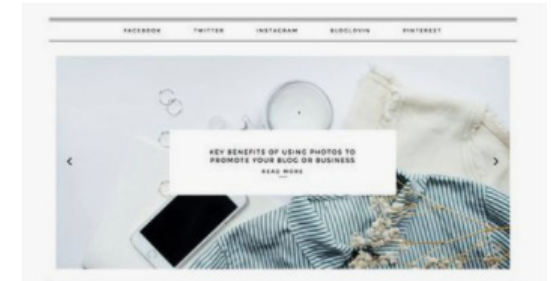 FACEBOOK TWITTER INSTAGRAM BLOGLOVIN PINTEREST
KEY BENEFITS OF USING PHOTOS TO
PROMOTE YOUR BLOG OR BUSINESS
READ MORE